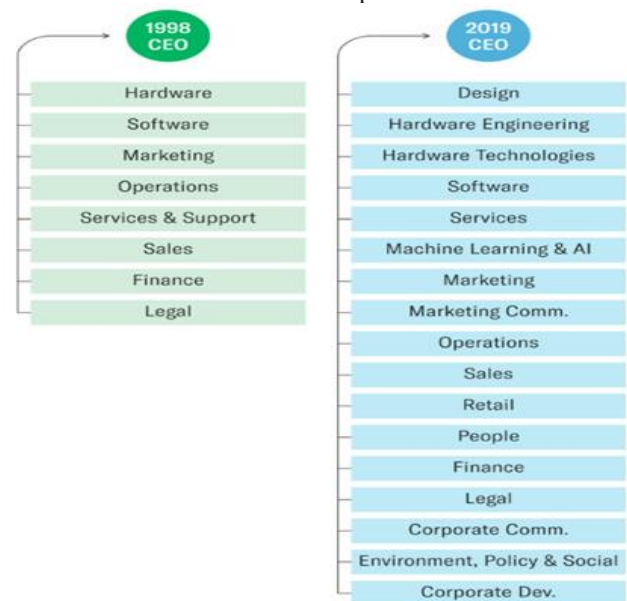 1998
CEO
Hardware
Software
Marketing
Operations
Services & Support
Sales
Finance
Legal
2019
CEO
Design
Hardware Engineering
Hardware Technologies
Software
Services
Machine Learning & AI
Marketing
Marketing Comm.
Operations
Sales
Retail
People
Finance
Legal
Corporate Comm.
Environment, Policy & Social
Corporate Dev.